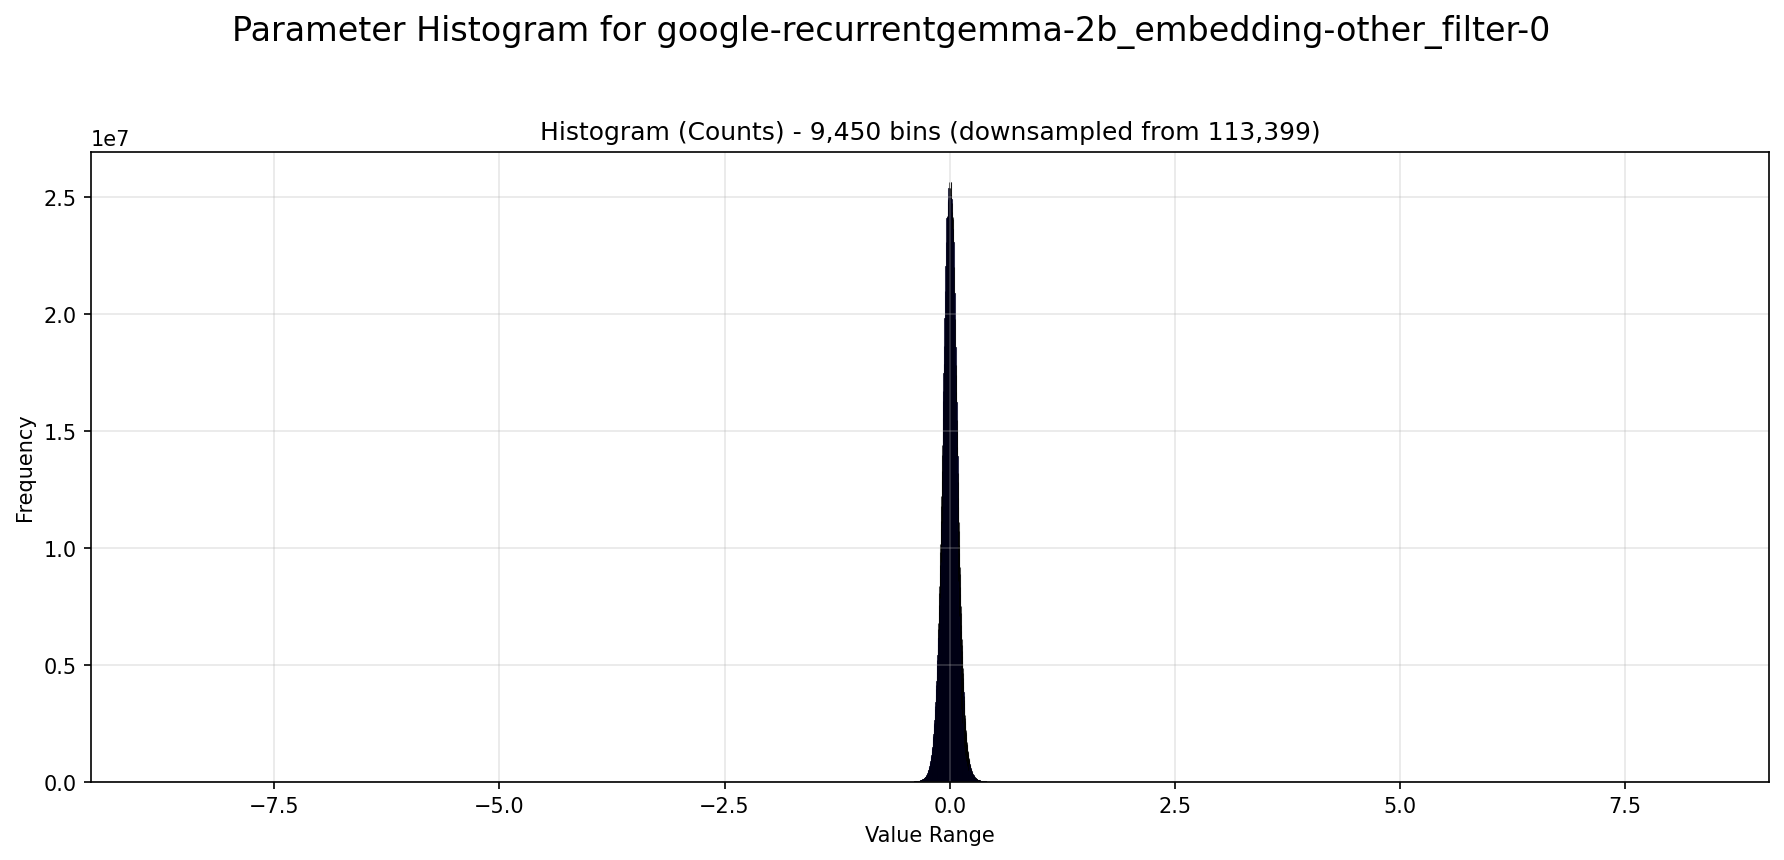 Parameter Histogram for google-recurrentgemma-2b_embedding-other_filter-0
Histogram (Counts) - 9,450 bins (downsampled from 113,399)
1e7
2.5
2.0
1.5
1.0
0.5
0.0
Frequency
−7.5 −5.0 −2.5 0.0 2.5 5.0 7.5
Value Range